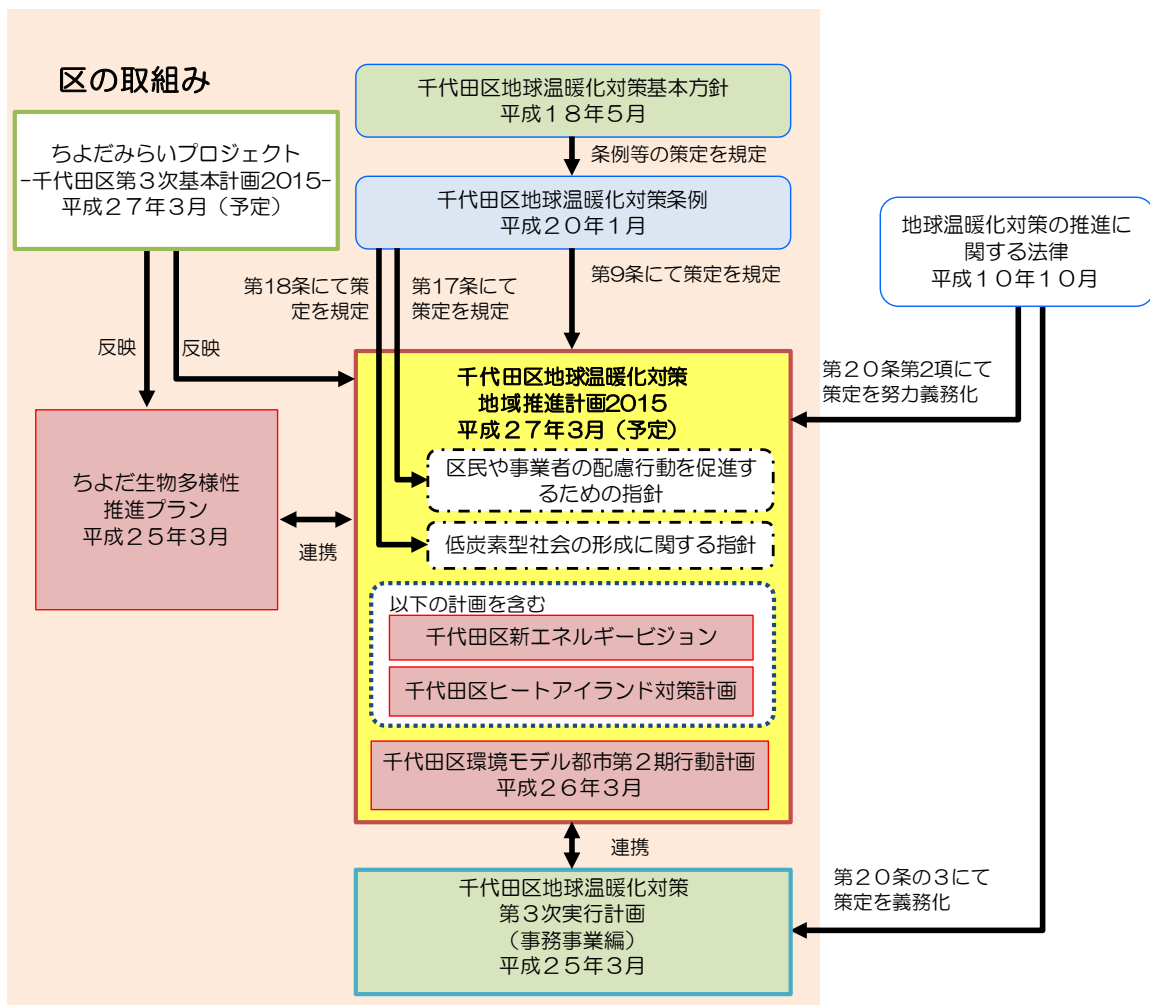 区の取組み
千代田区地球温暖化対策基本方針
平成１８年５月
条例等の策定を規定
ちよだみらいプロジェクト
-千代田区第３次基本計画2015-
平成２７年３月（予定）
千代田区地球温暖化対策条例
平成２０年１月
地球温暖化対策の推進に
関する法律
平成１０年１０月
第18条にて策
定を規定
第17条にて
策定を規定
第９条にて策定を規定
反映
反映
千代田区地球温暖化対策
地域推進計画2015
平成２７年３月（予定）
第２０条第２項にて
策定を努力義務化
区民や事業者の配慮行動を促進す
るための指針
ちよだ生物多様性
推進プラン
平成２５年３月
連携
低炭素型社会の形成に関する指針
以下の計画を含む
千代田区新エネルギービジョン
千代田区ヒートアイランド対策計画
千代田区環境モデル都市第２期行動計画
平成２６年３月
連携
千代田区地球温暖化対策
第３次実行計画
（事務事業編）
平成２５年３月
第２０条の３にて
策定を義務化